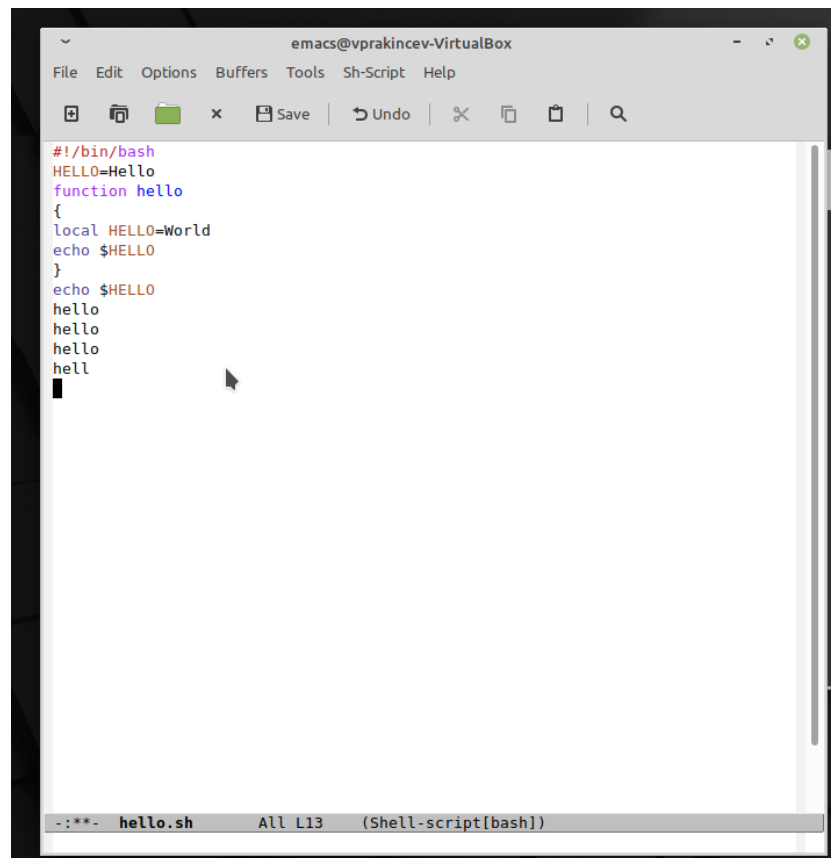 emacs@vprakincev-VirtualBox
File Edit Options Buffers Tools Sh-Script Help
Save Undo
#!/bin/bash
HELLO=Hello
function hello
{
local HELLO=World
echo $HELLO
}
echo $HELLO
hello
hello
hello
hell
-:**- hello.sh All L13 (Shell-script[bash])